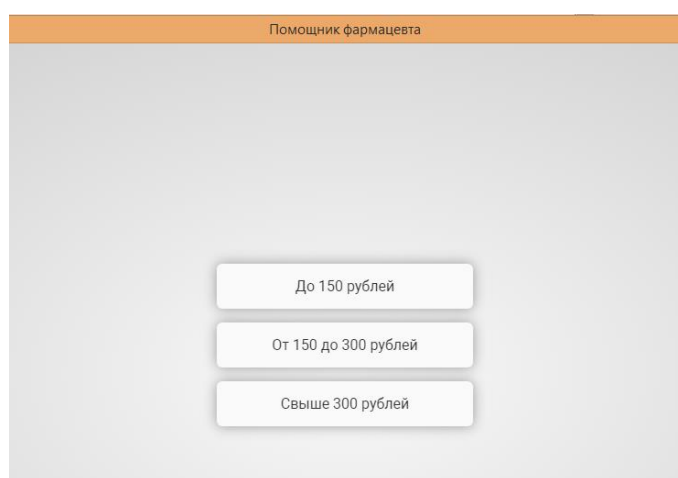 Помощник фармацевта
До 150 рублей
От 150 до 300 рублей
Свыше 300 рублей